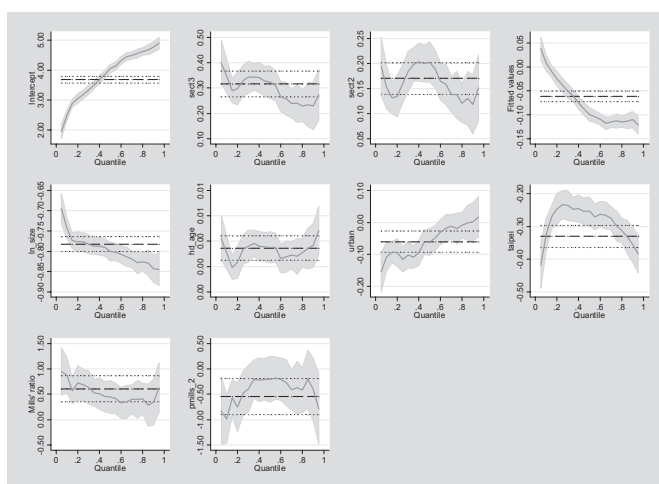 Intercept
2.00 3.00 4.00 5.00
0 .2 .4 .6 .8 1
Quantile
sect3
0.10 0.20 0.30 0.40 0.50
0 .2 .4 .6 .8 1
Quantile
sect2
0.05 0.10 0.15 0.20 0.25
0 .2 .4 .6 .8 1
Quantile
Fitted values
-0.15 -0.10 -0.05 0.00 0.05
0 .2 .4 .6 .8 1
Quantile
ln_size
-0.90 -0.85 -0.80 -0.75 -0.70 -0.65
0 .2 .4 .6 .8 1
Quantile
hd_age
0.00 0.00 0.00 0.01 0.01
0 .2 .4 .6 .8 1
Quantile
urban
-0.20 -0.10 0.00 0.10
0 .2 .4 .6 .8 1
Quantile
taipei
-0.50 -0.40 -0.30 -0.20
0 .2 .4 .6 .8 1
Quantile
Mills' ratio
-0.50 0.00 0.50 1.00 1.50
0 .2 .4 .6 .8 1
Quantile
pmills_2
-1.50 -1.00 -0.50 0.00 0.50
0 .2 .4 .6 .8 1
Quantile